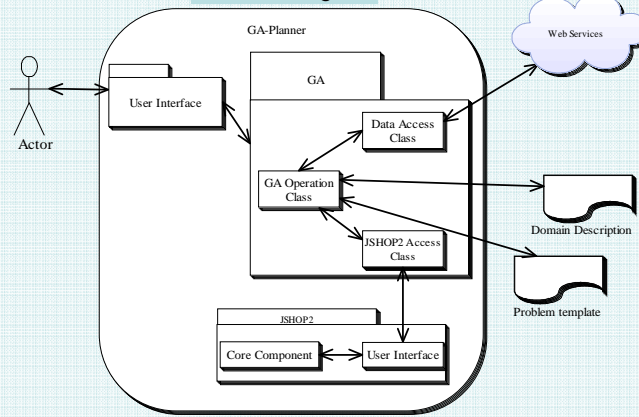 GA-Planner
Web Services
GA
User Interface
Actor
Data Access
Class
GA Operation
Class
Domain Description
JSHOP2 Access
Class
Problem template
JSHOP2
Core Component
User Interface